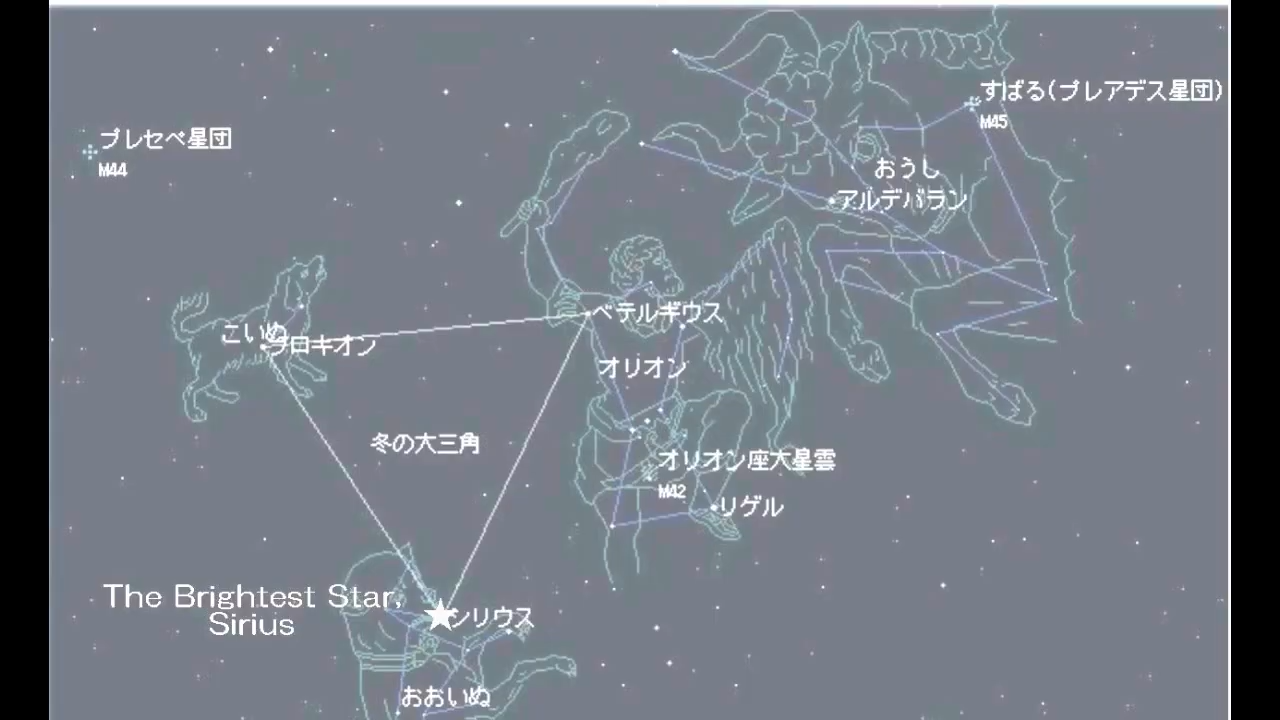 すばる(プレアデス星団)
M45
プレセペ星団
M44
おうし
アルデバラン
ベテルギウス
こいぬ
プロキオン
オリオン
冬の大三角
オリオン座大星雲
M42
リゲル
The Brightest Star,
Sirius
シリウス
おおいぬ